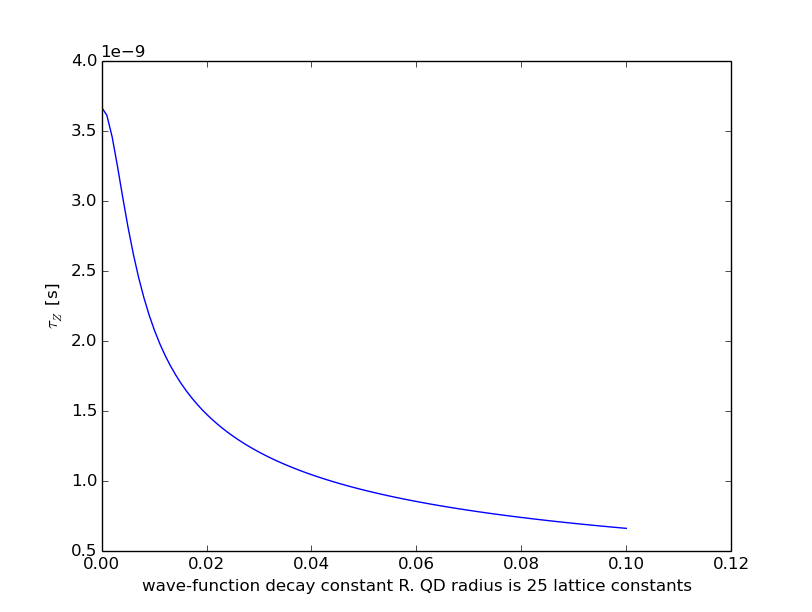 1e−9
4.0
3.5
3.0
2.5
2.0
1.5
1.0
0.5
τ_Z [s]
0.00 0.02 0.04 0.06 0.08 0.10 0.12
wave-function decay constant R. QD radius is 25 lattice constants